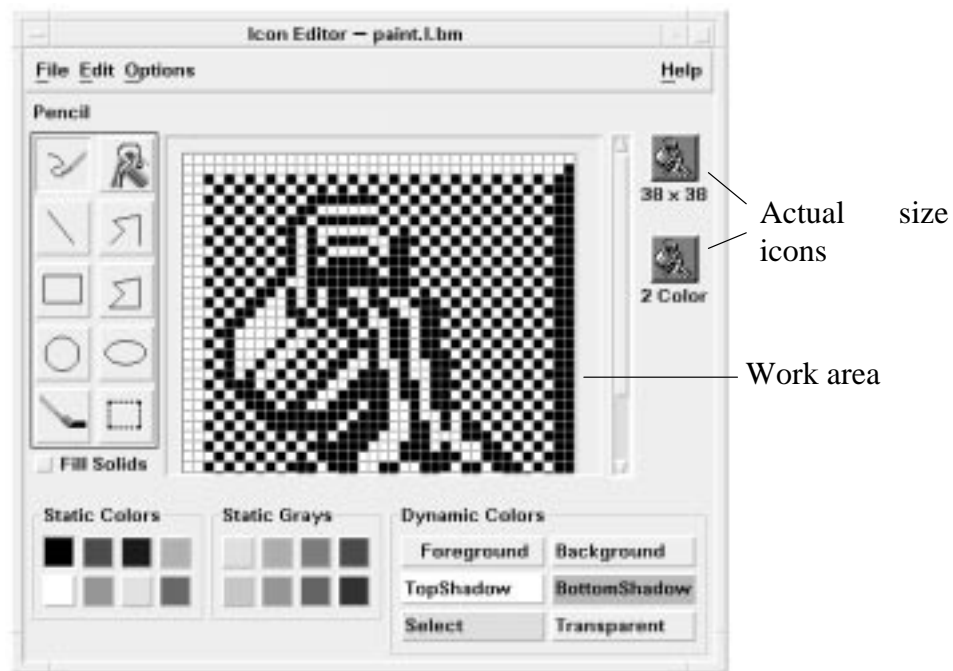 Icon Editor – paint.l.bm
File Edit Options Help
Pencil
38 x 38
Actual size
icons
2 Color
Work area
Fill Solids
Static Colors
Static Grays
Dynamic Colors
Foreground
Background
TopShadow
BottomShadow
Select
Transparent